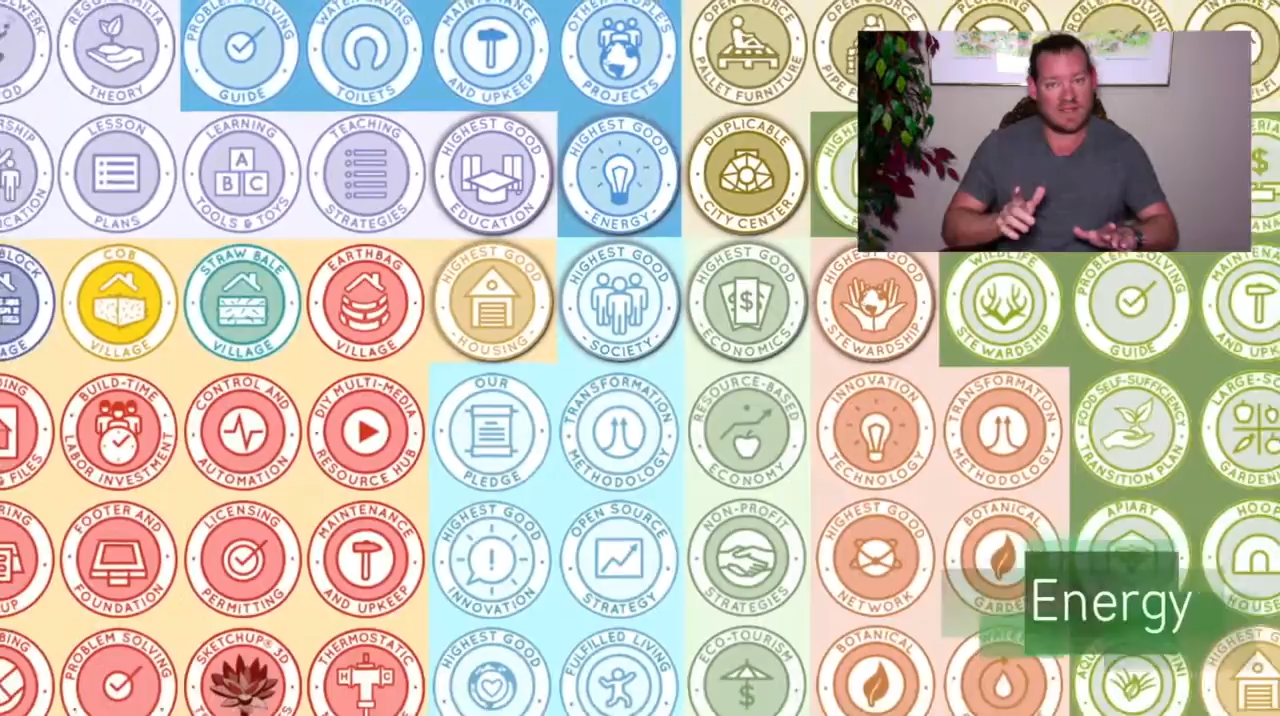 THEORY
PROBLEM SOLVING
GUIDE
WATER SAVING
TOILETS
MAINTENANCE
AND UPKEEP
OTHER PEOPLE'S
PROJECTS
OPEN SOURCE
PALLET FURNITURE
OPEN SOURCE
PLUMBING
PROBLEM SOLVING
INTERNET
LESSON
PLANS
LEARNING
TOOLS & TOYS
A
B C
TEACHING
STRATEGIES
HIGHEST GOOD
EDUCATION
HIGHEST GOOD
ENERGY
DUPLICABLE
CITY CENTER
BLOCK
COB
VILLAGE
STRAW BALE
VILLAGE
EARTHBAG
VILLAGE
HIGHEST GOOD
HOUSING
HIGHEST GOOD
SOCIETY
HIGHEST GOOD
$
ECONOMICS
HIGHEST GOOD
STEWARDSHIP
WILDLIFE
STEWARDSHIP
PROBLEM SOLVING
GUIDE
BUILD-TIME
LABOR INVESTMENT
CONTROL AND
AUTOMATION
DIY MULTI-MEDIA
RESOURCE HUB
OUR
PLEDGE
TRANSFORMATION
METHODOLOGY
RESOURCE-BASED
ECONOMY
INNOVATION
TECHNOLOGY
TRANSFORMATION
METHODOLOGY
FOOD SELF-SUFFICIENCY
TRANSITION PLAN
FOOTER AND
FOUNDATION
LICENSING
PERMITTING
MAINTENANCE
AND UPKEEP
HIGHEST GOOD
INNOVATION
OPEN SOURCE
STRATEGY
NON-PROFIT
STRATEGIES
HIGHEST GOOD
NETWORK
BOTANICAL
APIARY
Energy
PROBLEM SOLVING
SKETCHUP® 3D
THERMOSTATIC
H C
HIGHEST GOOD
FULFILLED LIVING
ECO-TOURISM
$
BOTANICAL